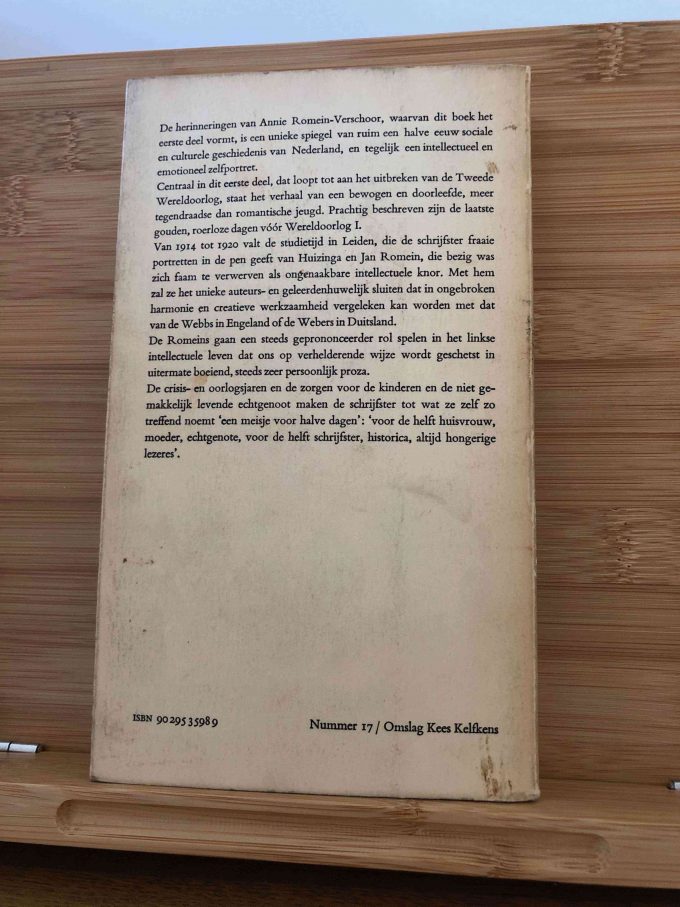 De herinneringen van Annie Romein-Verschoor, waarvan dit boek het
eerste deel vormt, is een unieke spiegel van ruim een halve eeuw sociale
en culturele geschiedenis van Nederland, en tegelijk een intellectueel en
emotioneel zelfportret.
Centraal in dit eerste deel, dat loopt tot aan het uitbreken van de Tweede
Wereldoorlog, staat het verhaal van een bewogen en doorleefde, meer
tegendraadse dan romantische jeugd. Prachtig beschreven zijn de laatste
gouden, roerloze dagen vóór Wereldoorlog I.
Van 1914 tot 1920 valt de studietijd in Leiden, die de schrijfster fraaie
portretten in de pen geeft van Huizinga en Jan Romein, die bezig was
zich faam te verwerven als ongenaakbare intellectuele knor. Met hem
zal ze het unieke auteurs- en geleerdenhuwelijk sluiten dat in ongebroken
harmonie en creatieve werkzaamheid vergeleken kan worden met dat
van de Webbs in Engeland of de Webers in Duitsland.
De Romeins gaan een steeds geprononceerder rol spelen in het linkse
intellectuele leven dat ons op verhelderende wijze wordt geschetst in
uitermate boeiend, steeds zeer persoonlijk proza.
De crisis- en oorlogsjaren en de zorgen voor de kinderen en de niet ge-
makkelijk levende echtgenoot maken de schrijfster tot wat ze zelf zo
treffend noemt ‘een meisje voor halve dagen’: ‘voor de helft huisvrouw,
moeder, echtgenote, voor de helft schrijfster, historica, altijd hongerige
lezeres’.
ISBN 90 295 3598 9
Nummer 17 / Omslag Kees Kelfkens